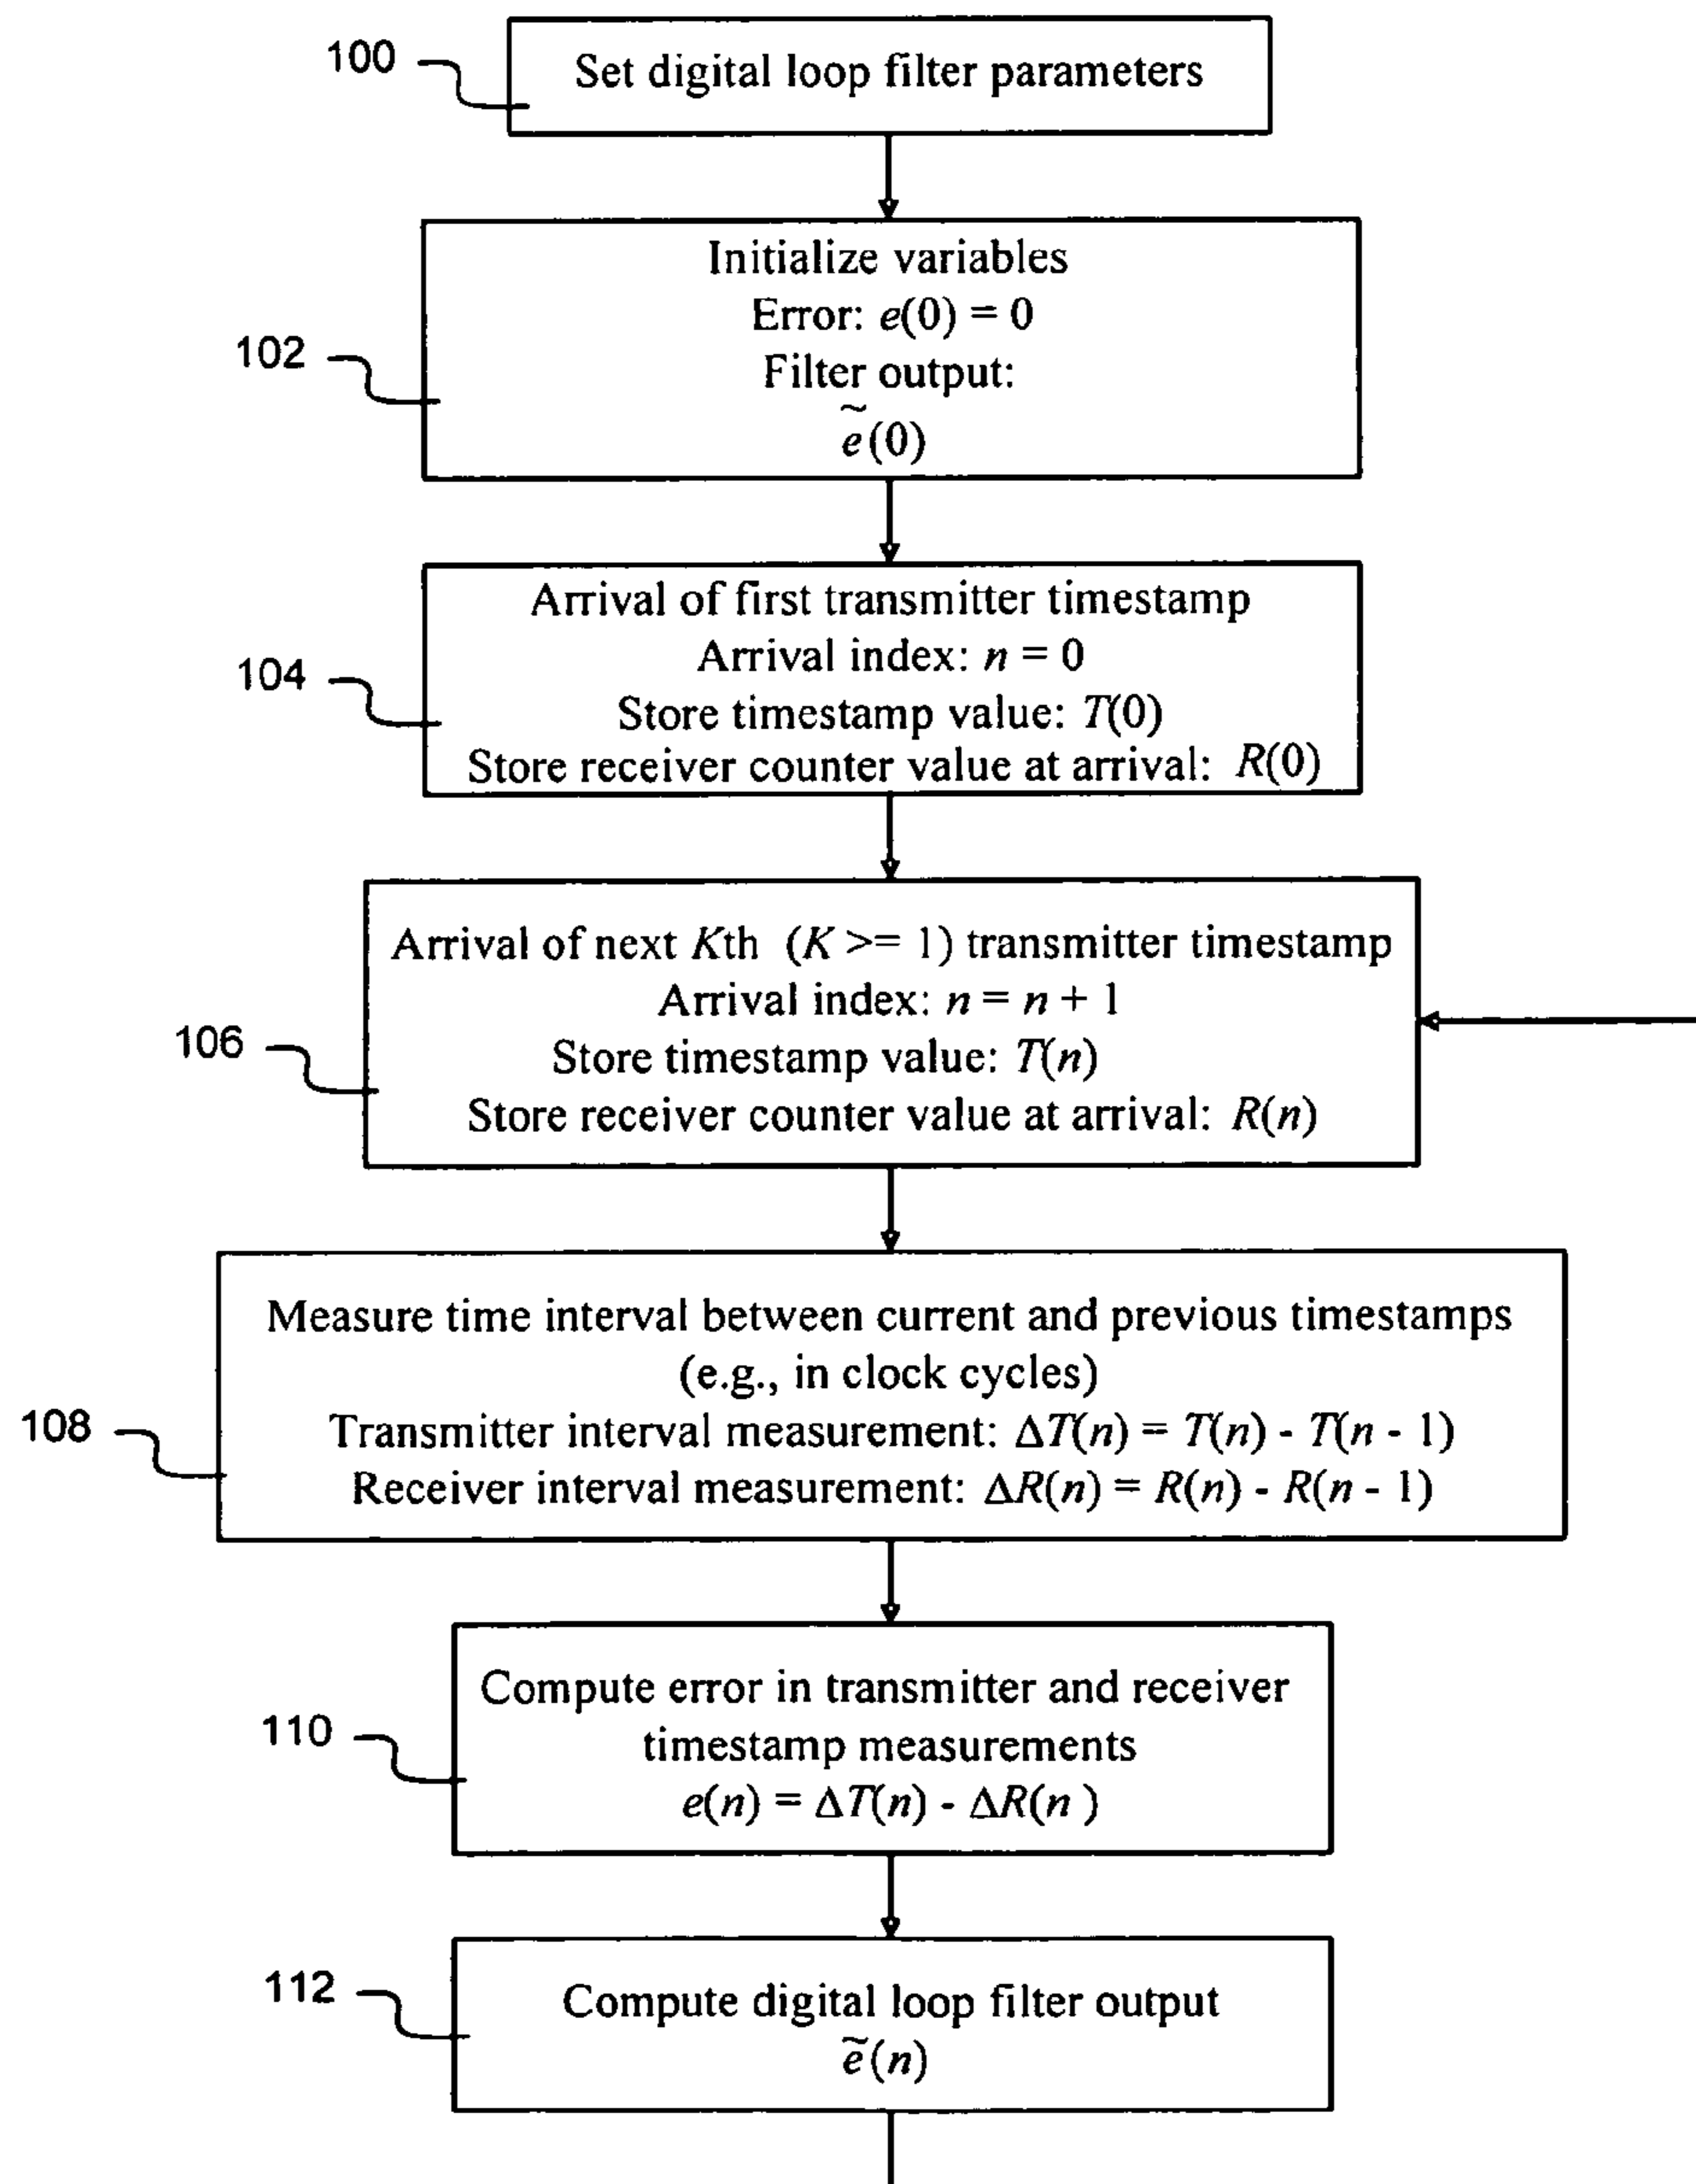 100
Set digital loop filter parameters
102
Initialize variables
Error: e(0) = 0
Filter output:
ẽ(0)
104
Arrival of first transmitter timestamp
Arrival index: n = 0
Store timestamp value: T(0)
Store receiver counter value at arrival: R(0)
106
Arrival of next Kth (K >= 1) transmitter timestamp
Arrival index: n = n + 1
Store timestamp value: T(n)
Store receiver counter value at arrival: R(n)
108
Measure time interval between current and previous timestamps
(e.g., in clock cycles)
Transmitter interval measurement: ΔT(n) = T(n) - T(n - 1)
Receiver interval measurement: ΔR(n) = R(n) - R(n - 1)
110
Compute error in transmitter and receiver
timestamp measurements
e(n) = ΔT(n) - ΔR(n )
112
Compute digital loop filter output
ẽ(n)